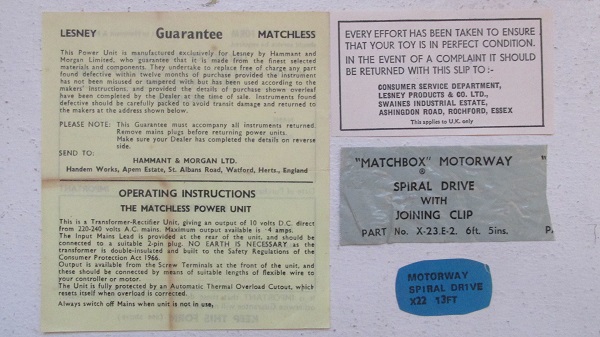 LESNEY Guarantee MATCHLESS
This Power Unit is manufactured exclusively for Lesney by Hammant and
Morgan Limited, who guarantee that it is made from the finest selected
materials and components. They undertake to replace free of charge any part
found defective within twelve months of purchase provided the instrument
has not been misused or tampered with but has been used according to the
makers' instructions, and provided the details of purchase shown overleaf
have been completed by the Dealer at the time of sale. Instruments found
defective should be carefully packed to avoid transit damage and returned to
the makers at the address shown below.
PLEASE NOTE: This Guarantee must accompany all instruments returned.
Remove mains plugs before returning power units.
Make sure your Dealer has completed the details on reverse
side.
SEND TO:
HAMMANT & MORGAN LTD.
Handem Works, Apem Estate, St. Albans Road, Watford, Herts., England
OPERATING INSTRUCTIONS
THE MATCHLESS POWER UNIT
This is a Transformer-Rectifier Unit, giving an output of 10 volts D.C. direct
from 220-240 volts A.C. mains. Maximum output available is ·4 amps.
The Input Mains Lead is provided at the rear of the unit, and should be
connected to a suitable 2-pin plug. NO EARTH IS NECESSARY as the
transformer is double-insulated and built to the Safety Regulations of the
Consumer Protection Act 1966.
Output is available from the Screw Terminals at the front of the unit, and
these should be connected by means of suitable lengths of flexible wire to
your controller or motor.
The Unit is fully protected by an Automatic Thermal Overload Cutout, which
resets itself when overload is corrected.
Always switch off Mains when unit is not in use.
EVERY EFFORT HAS BEEN TAKEN TO ENSURE
THAT YOUR TOY IS IN PERFECT CONDITION.
IN THE EVENT OF A COMPLAINT IT SHOULD
BE RETURNED WITH THIS SLIP TO :-
CONSUMER SERVICE DEPARTMENT,
LESNEY PRODUCTS & CO. LTD.,
SWAINES INDUSTRIAL ESTATE,
ASHINGDON ROAD, ROCHFORD, ESSEX
This applies to U.K. only
"MATCHBOX" MOTORWAY "
®
SPIRAL DRIVE
WITH
JOINING CLIP
PART No. X-23.E-2. 6ft. 5ins. P
MOTORWAY
SPIRAL DRIVE
X22 13FT